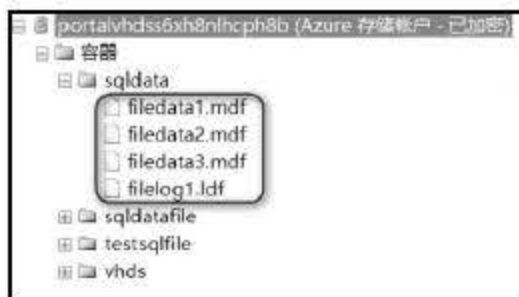 portalvhdss6xh8nlhcph8b (Azure 存储帐户 - 已加密)
容器
sqldata
filedata1.mdf
filedata2.mdf
filedata3.mdf
filelog1.ldf
sqldatafile
testsqlfile
vhds